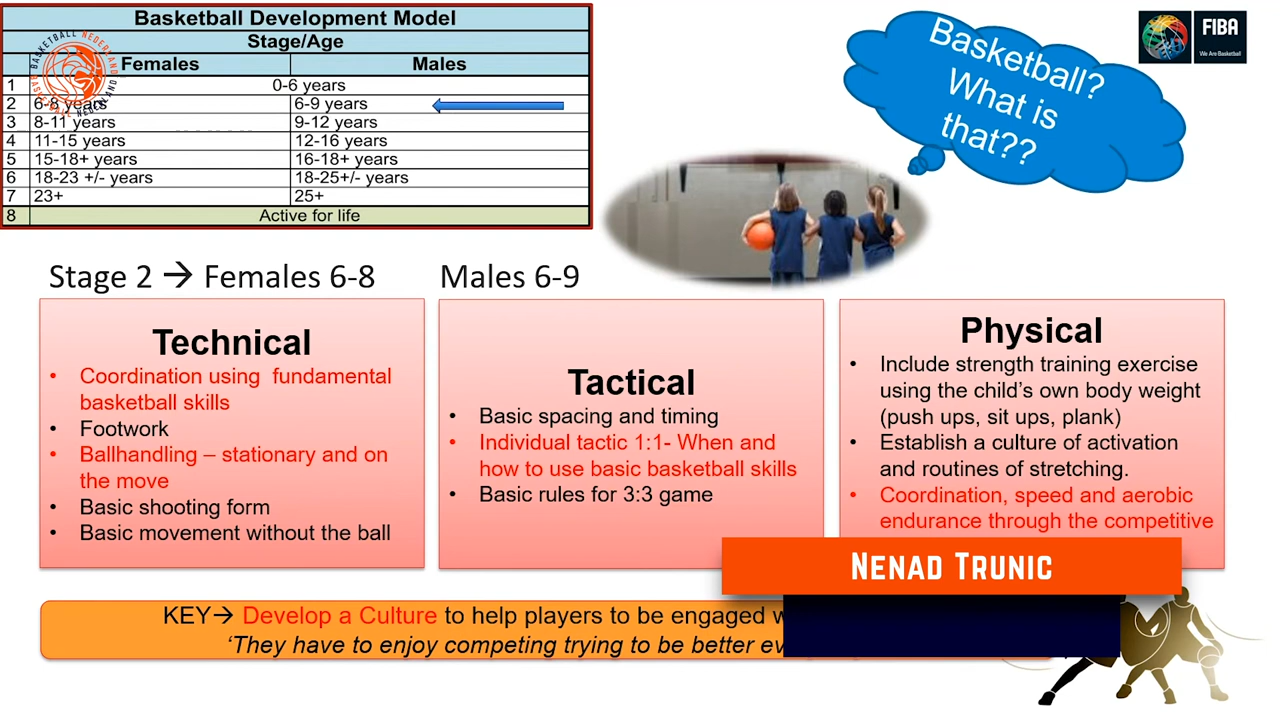 Basketball Development Model
Stage/Age
Females Males
1 0-6 years
2 6-8 years 6-9 years
3 8-11 years 9-12 years
4 11-15 years 12-16 years
5 15-18+ years 16-18+ years
6 18-23 +/- years 18-25+/- years
7 23+ 25+
8 Active for life
BASKETBALL NEDERLAND
BASKETBALL NEDERLAND
Basketball?
What is
that??
FIBA
We Are Basketball
Stage 2 → Females 6-8 Males 6-9
Technical
• Coordination using fundamental
basketball skills
• Footwork
• Ballhandling – stationary and on
the move
• Basic shooting form
• Basic movement without the ball
Tactical
• Basic spacing and timing
• Individual tactic 1:1- When and
how to use basic basketball skills
• Basic rules for 3:3 game
Physical
• Include strength training exercise
using the child's own body weight
(push ups, sit ups, plank)
• Establish a culture of activation
and routines of stretching.
• Coordination, speed and aerobic
endurance through the competitive
NENAD TRUNIC
KEY→ Develop a Culture to help players to be engaged
‘They have to enjoy competing trying to be better